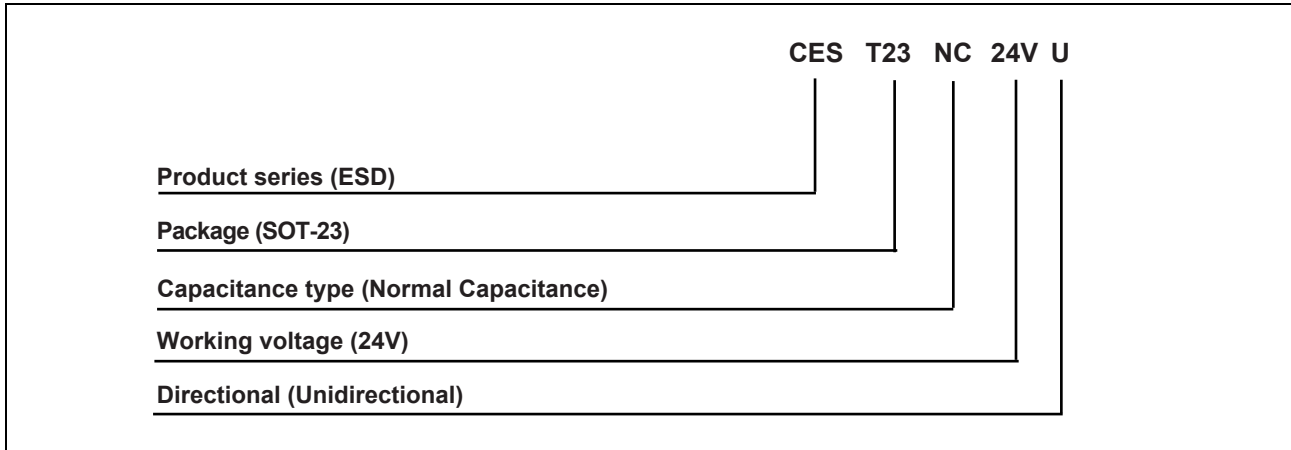 CES T23 NC 24V U
Product series (ESD)
Package (SOT-23)
Capacitance type (Normal Capacitance)
Working voltage (24V)
Directional (Unidirectional)